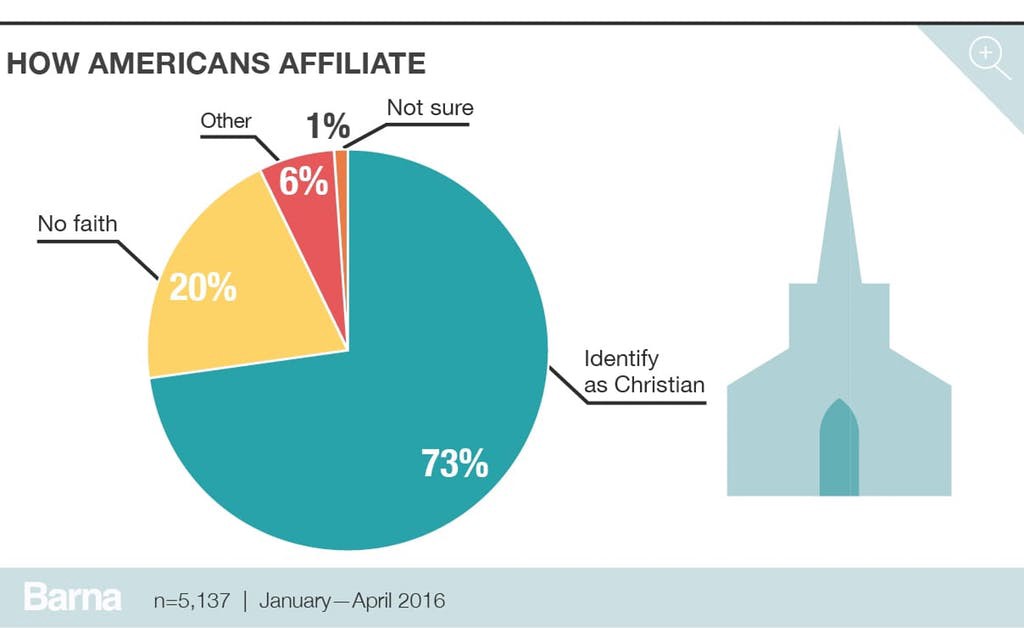 HOW AMERICANS AFFILIATE
Not sure
Other
1%
6%
No faith
20%
Identify
as Christian
73%
Barna n=5,137 | January—April 2016